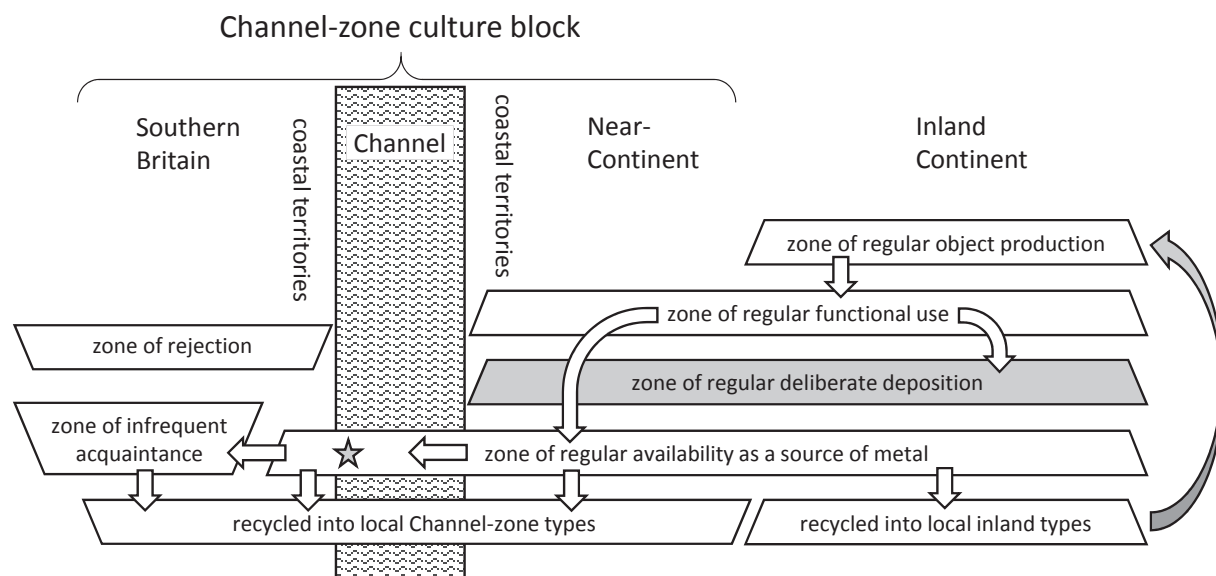 Channel-zone culture block
Southern
Britain
coastal territories
Channel
coastal territories
Near-
Continent
Inland
Continent
zone of regular object production
zone of regular functional use
zone of rejection
zone of regular deliberate deposition
zone of infrequent
acquaintance
zone of regular availability as a source of metal
recycled into local Channel-zone types
recycled into local inland types